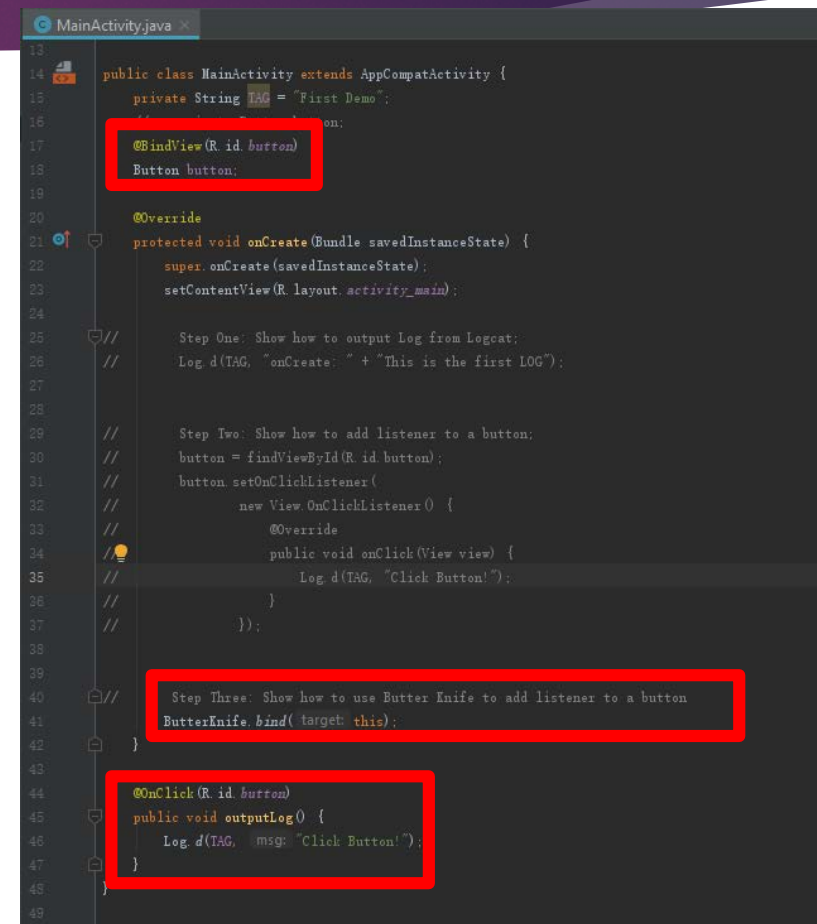 MainActivity.java
13
14 public class MainActivity extends AppCompatActivity {
15 private String TAG = "First Demo";
16 on;
17 @BindView(R.id.button)
18 Button button;
19
20 @Override
21 protected void onCreate(Bundle savedInstanceState) {
22 super.onCreate(savedInstanceState);
23 setContentView(R.layout.activity_main);
24
25 // Step One: Show how to output Log from Logcat;
26 // Log.d(TAG, "onCreate: " + "This is the first LOG");
27
28
29 // Step Two: Show how to add listener to a button;
30 // button = findViewById(R.id.button);
31 // button.setOnClickListener(
32 // new View.OnClickListener() {
33 // @Override
34 // public void onClick(View view) {
35 // Log.d(TAG, "Click Button!");
36 // }
37 // });
38
39
40 // Step Three: Show how to use Butter Knife to add listener to a button
41 ButterKnife.bind( target: this);
42 }
43
44 @OnClick(R.id.button)
45 public void outputLog() {
46 Log.d(TAG, msg: "Click Button!");
47 }
48 }
49